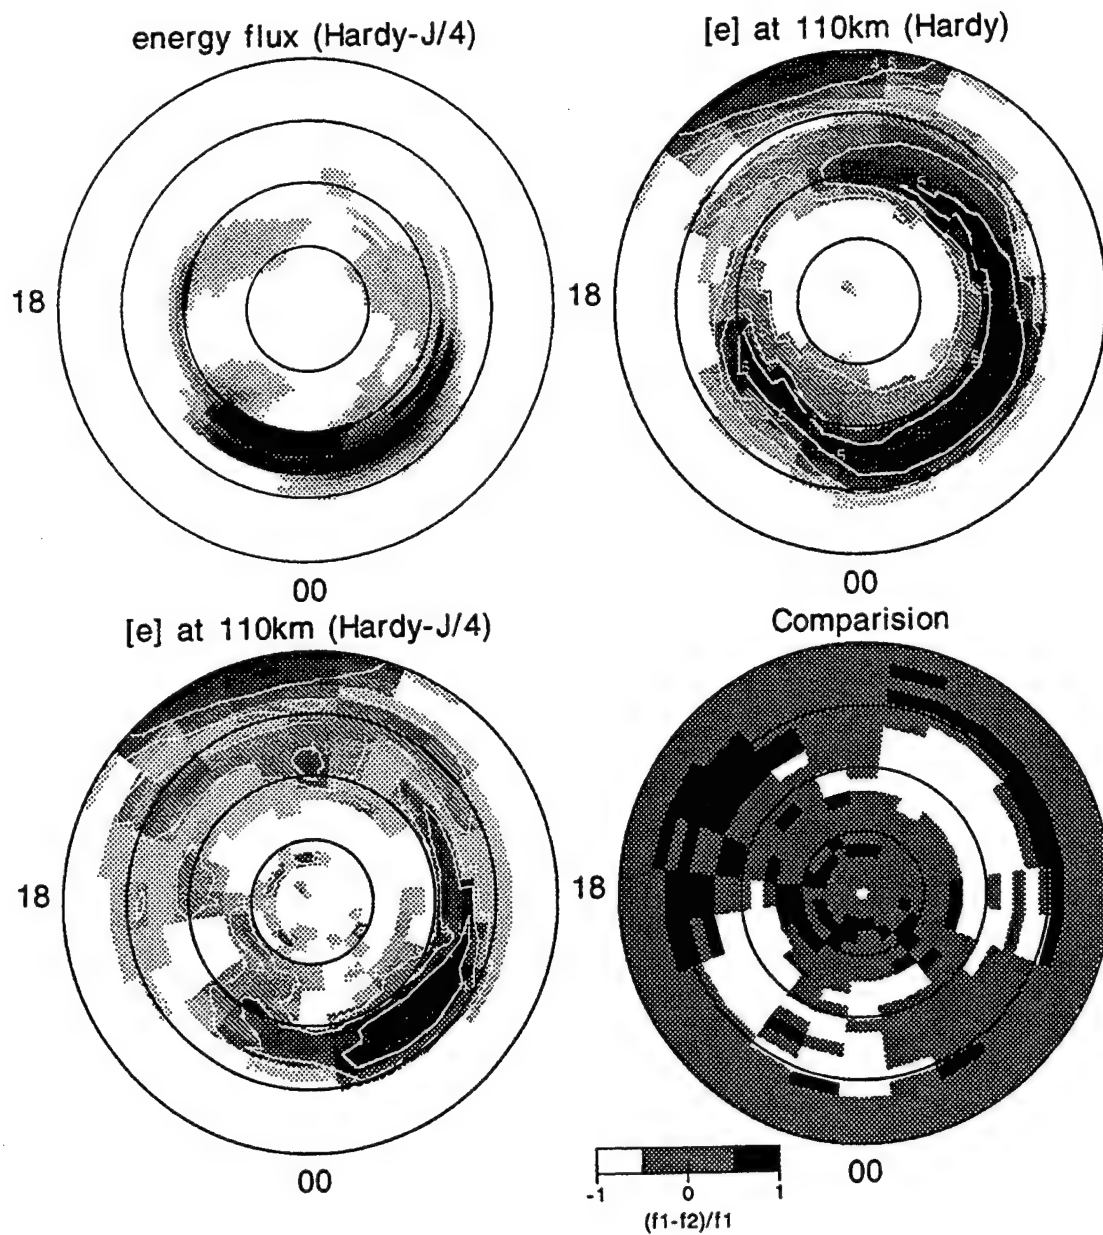 energy flux (Hardy-J/4)
[e] at 110km (Hardy)
18
18
00
00
[e] at 110km (Hardy-J/4)
Comparision
18
18
00
00
-1 0 1
(f1-f2)/f1